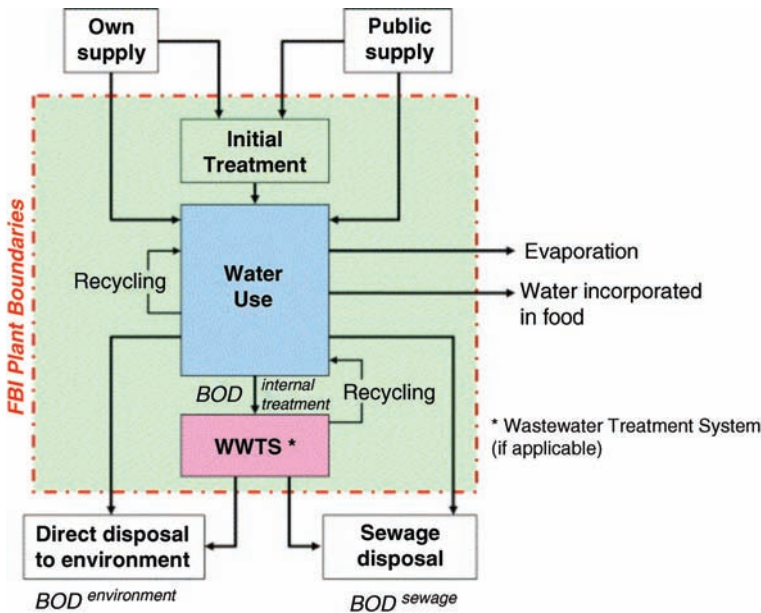 Own
supply
Public
supply
Initial
Treatment
FBI Plant Boundaries
Recycling
Water
Use
Evaporation
Water incorporated
in food
BOD internal
treatment
Recycling
WWTS *
* Wastewater Treatment System
(if applicable)
Direct disposal
to environment
Sewage
disposal
BOD environment
BOD sewage